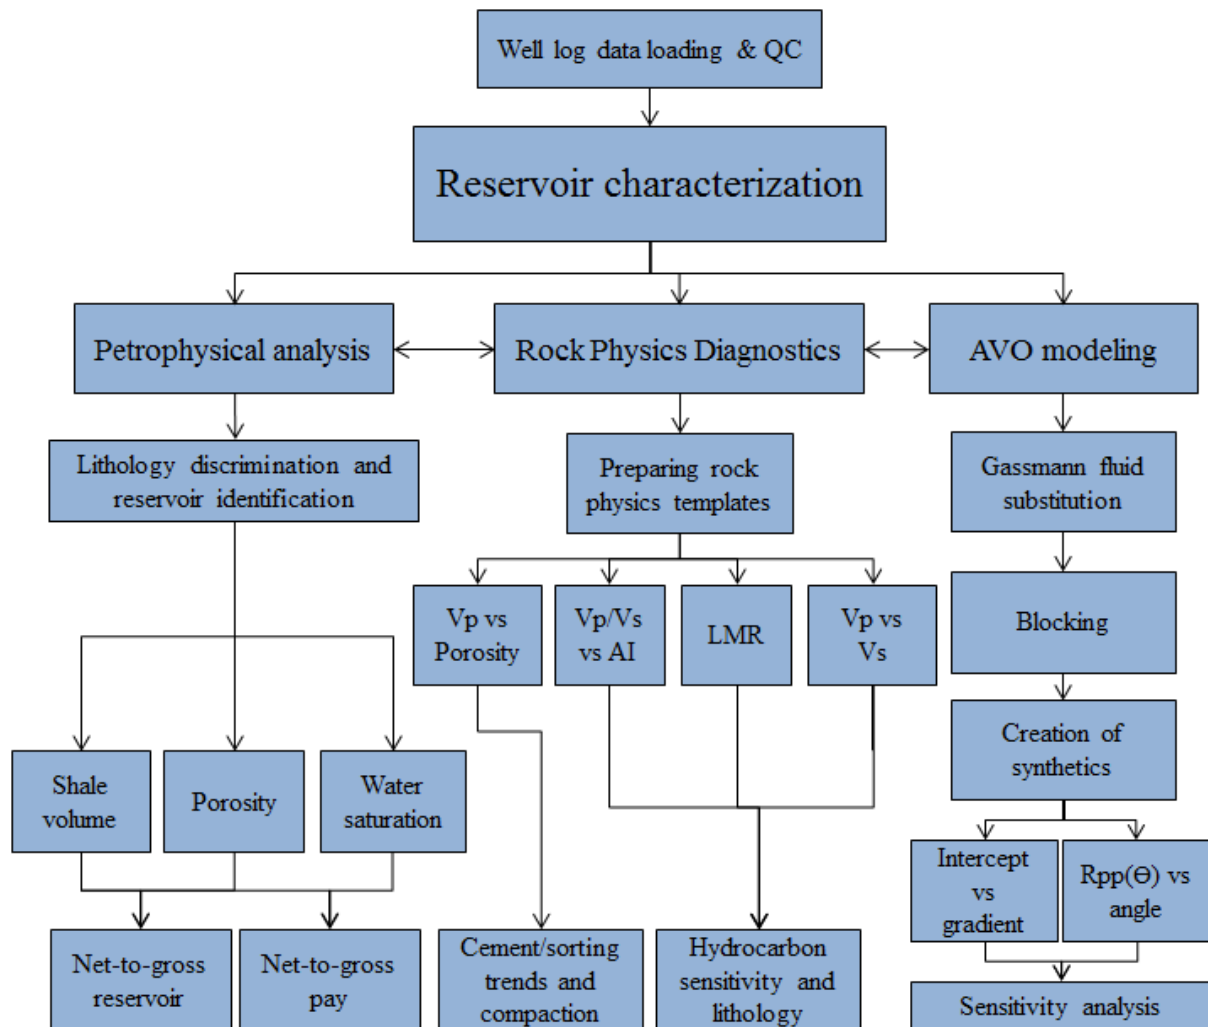 Well log data loading & QC
Reservoir characterization
Petrophysical analysis
Rock Physics Diagnostics
AVO modeling
Lithology discrimination and
reservoir identification
Preparing rock
physics templates
Gassmann fluid
substitution
Vp vs
Porosity
Vp/Vs
vs AI
LMR
Vp vs
Vs
Blocking
Shale
volume
Porosity
Water
saturation
Creation of
synthetics
Intercept
vs
gradient
Rpp(Θ) vs
angle
Net-to-gross
reservoir
Net-to-gross
pay
Cement/sorting
trends and
compaction
Hydrocarbon
sensitivity and
lithology
Sensitivity analysis